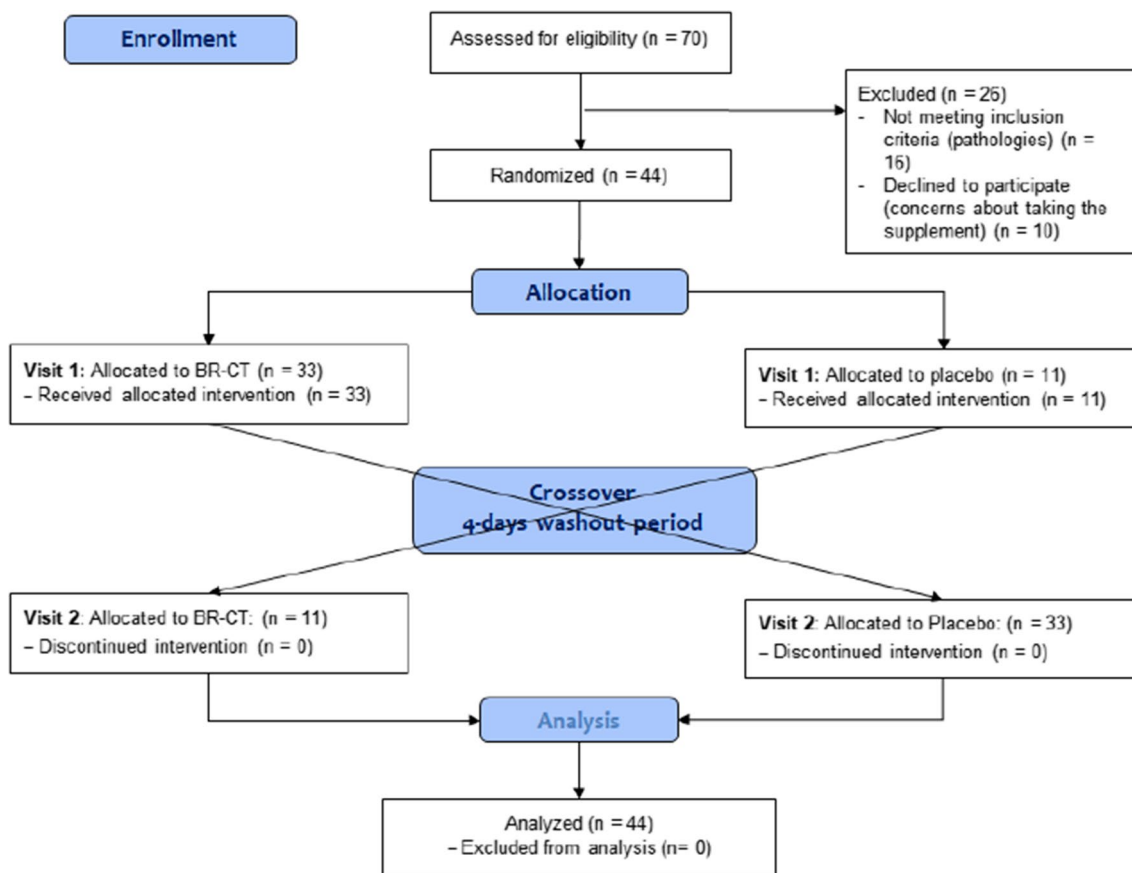 Enrollment
Assessed for eligibility (n = 70)
Excluded (n = 26)
- Not meeting inclusion
criteria (pathologies) (n =
16)
- Declined to participate
(concerns about taking the
supplement) (n = 10)
Randomized (n = 44)
Allocation
Visit 1: Allocated to BR-CT (n = 33)
– Received allocated intervention (n = 33)
Visit 1: Allocated to placebo (n = 11)
– Received allocated intervention (n = 11)
Crossover
4-days washout period
Visit 2: Allocated to BR-CT: (n = 11)
– Discontinued intervention (n = 0)
Visit 2: Allocated to Placebo: (n = 33)
– Discontinued intervention (n = 0)
Analysis
Analyzed (n = 44)
– Excluded from analysis (n= 0)